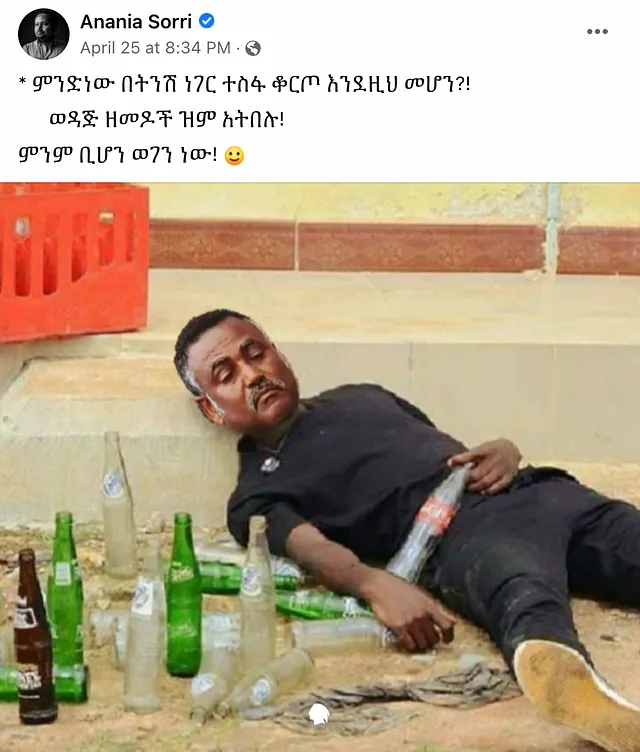 Anania Sorri
April 25 at 8:34 PM ·
* ምንድነው በትንሽ ነገር ተስፋ ቆርጦ እንደዚህ መሆን?!
ወዳጅ ዘመዶች ዝም አትበሉ!
ምንም ቢሆን ወገን ነው! 🙂